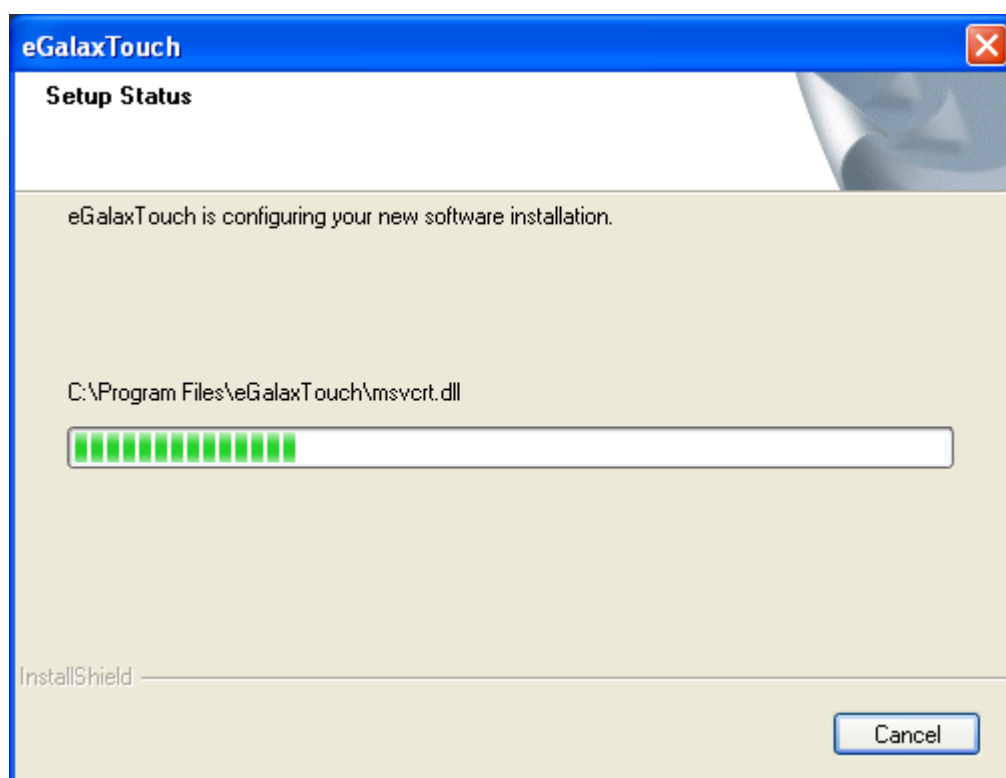 eGalaxTouch
Setup Status
eGalaxTouch is configuring your new software installation.
C:\Program Files\eGalaxTouch\msvcrt.dll
InstallShield
Cancel